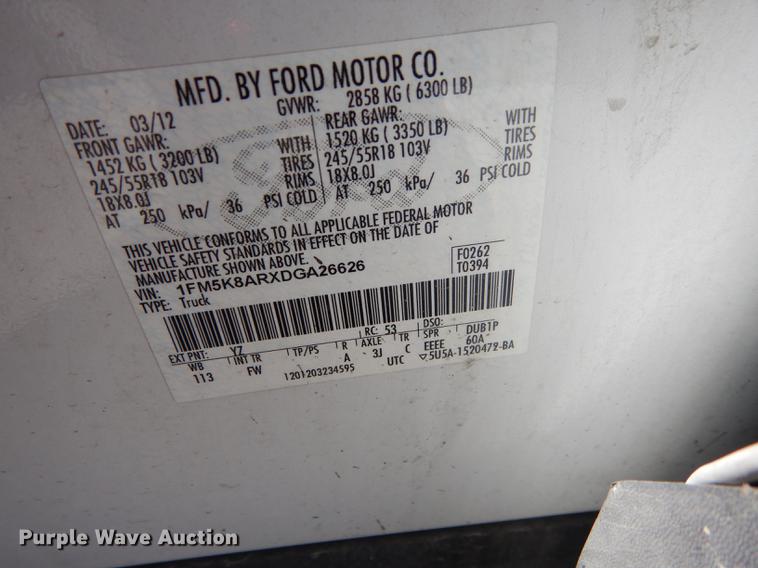 MFD. BY FORD MOTOR CO.
DATE: 03/12 GVWR: 2858 KG ( 6300 LB)
FRONT GAWR: REAR GAWR:
1452 KG ( 3200 LB) WITH 1520 KG ( 3350 LB) WITH
245/55R18 103V TIRES 245/55R18 103V TIRES
18X8.0J RIMS 18X8.0J RIMS
AT 250 kPa/ 36 PSI COLD AT 250 kPa/ 36 PSI COLD
THIS VEHICLE CONFORMS TO ALL APPLICABLE FEDERAL MOTOR
VEHICLE SAFETY STANDARDS IN EFFECT ON THE DATE OF
MANUFACTURE SHOWN ABOVE.
VIN: 1FM5K8ARXDGA26626
TYPE: Truck
F0262
T0394
EXT PNT: YZ RC: 53 DSO:
WB INT TR TP/PS R AXLE TR SPR DUB1P
113 FW A 3J C EEEE 60A
1201203234595 UTC 5U5A-1520472-BA
Ford
Purple Wave Auction